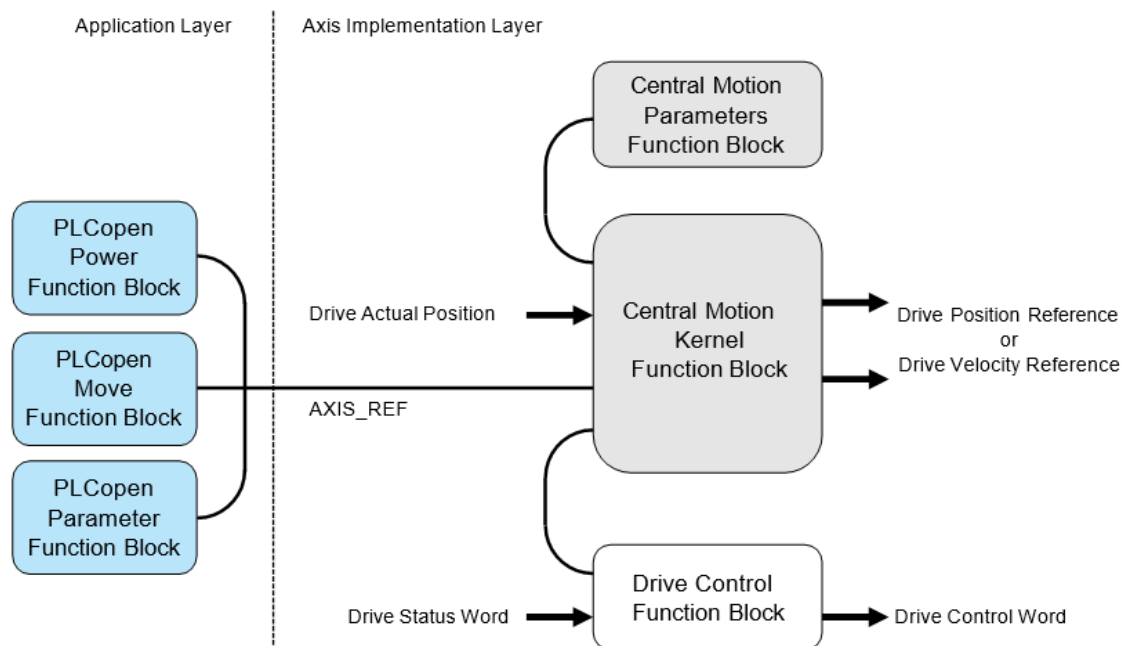 Application Layer
Axis Implementation Layer
Central Motion
Parameters
Function Block
PLCopen
Power
Function Block
Drive Actual Position
Central Motion
Kernel
Function Block
Drive Position Reference
or
Drive Velocity Reference
PLCopen
Move
Function Block
AXIS_REF
PLCopen
Parameter
Function Block
Drive Status Word
Drive Control
Function Block
Drive Control Word